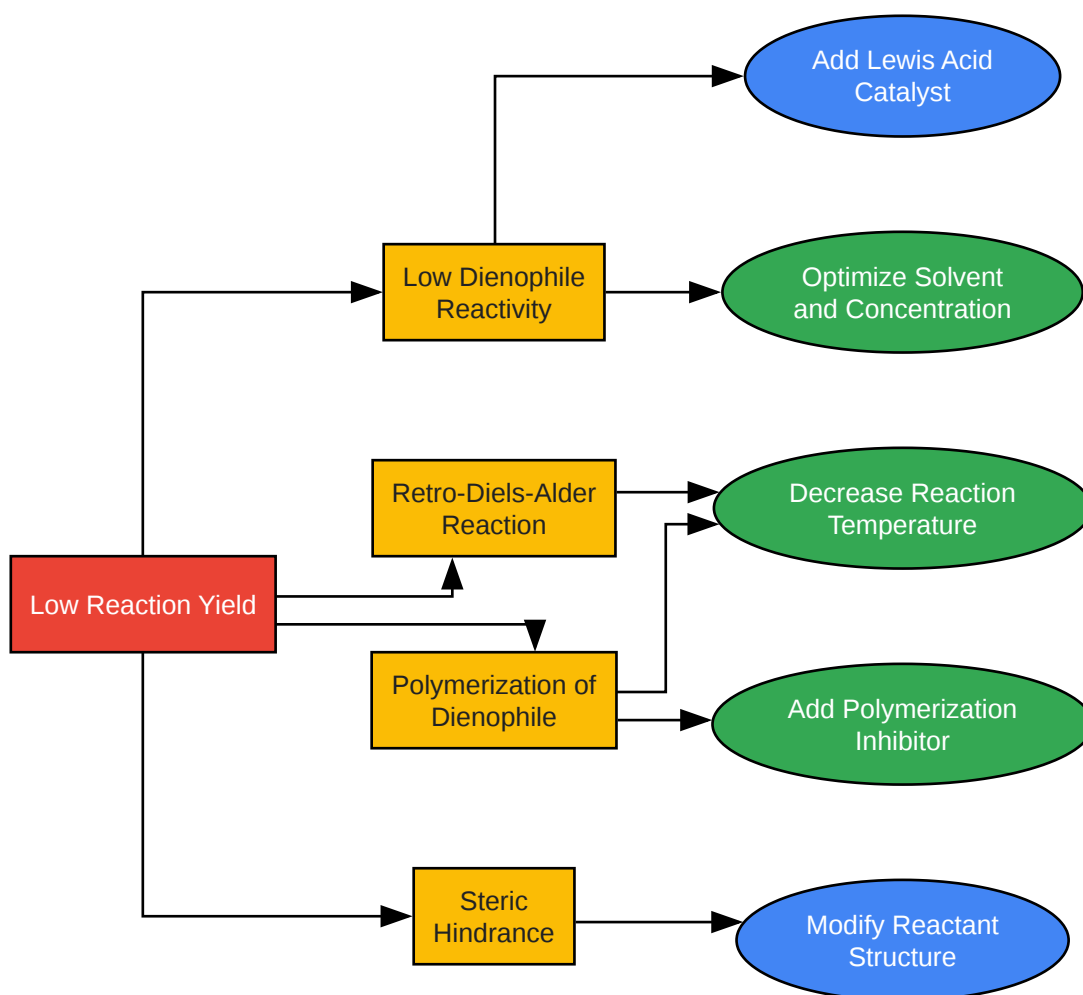 Add Lewis Acid
Catalyst
Low Dienophile
Reactivity
Optimize Solvent
and Concentration
Retro-Diels-Alder
Reaction
Decrease Reaction
Temperature
Low Reaction Yield
Polymerization of
Dienophile
Add Polymerization
Inhibitor
Steric
Hindrance
Modify Reactant
Structure